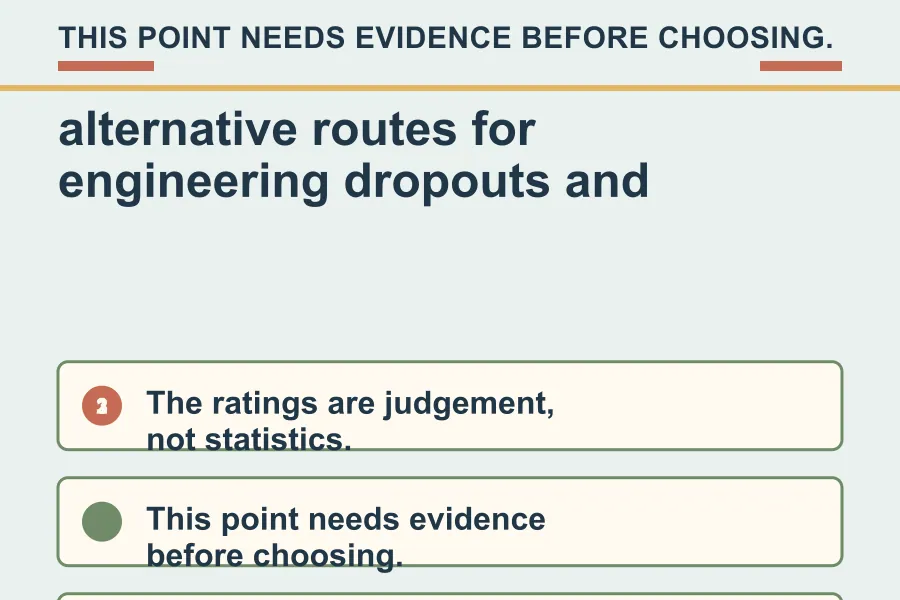 THIS POINT NEEDS EVIDENCE BEFORE CHOOSING.
alternative routes for
engineering dropouts and
The ratings are judgement,
not statistics.
This point needs evidence
before choosing.